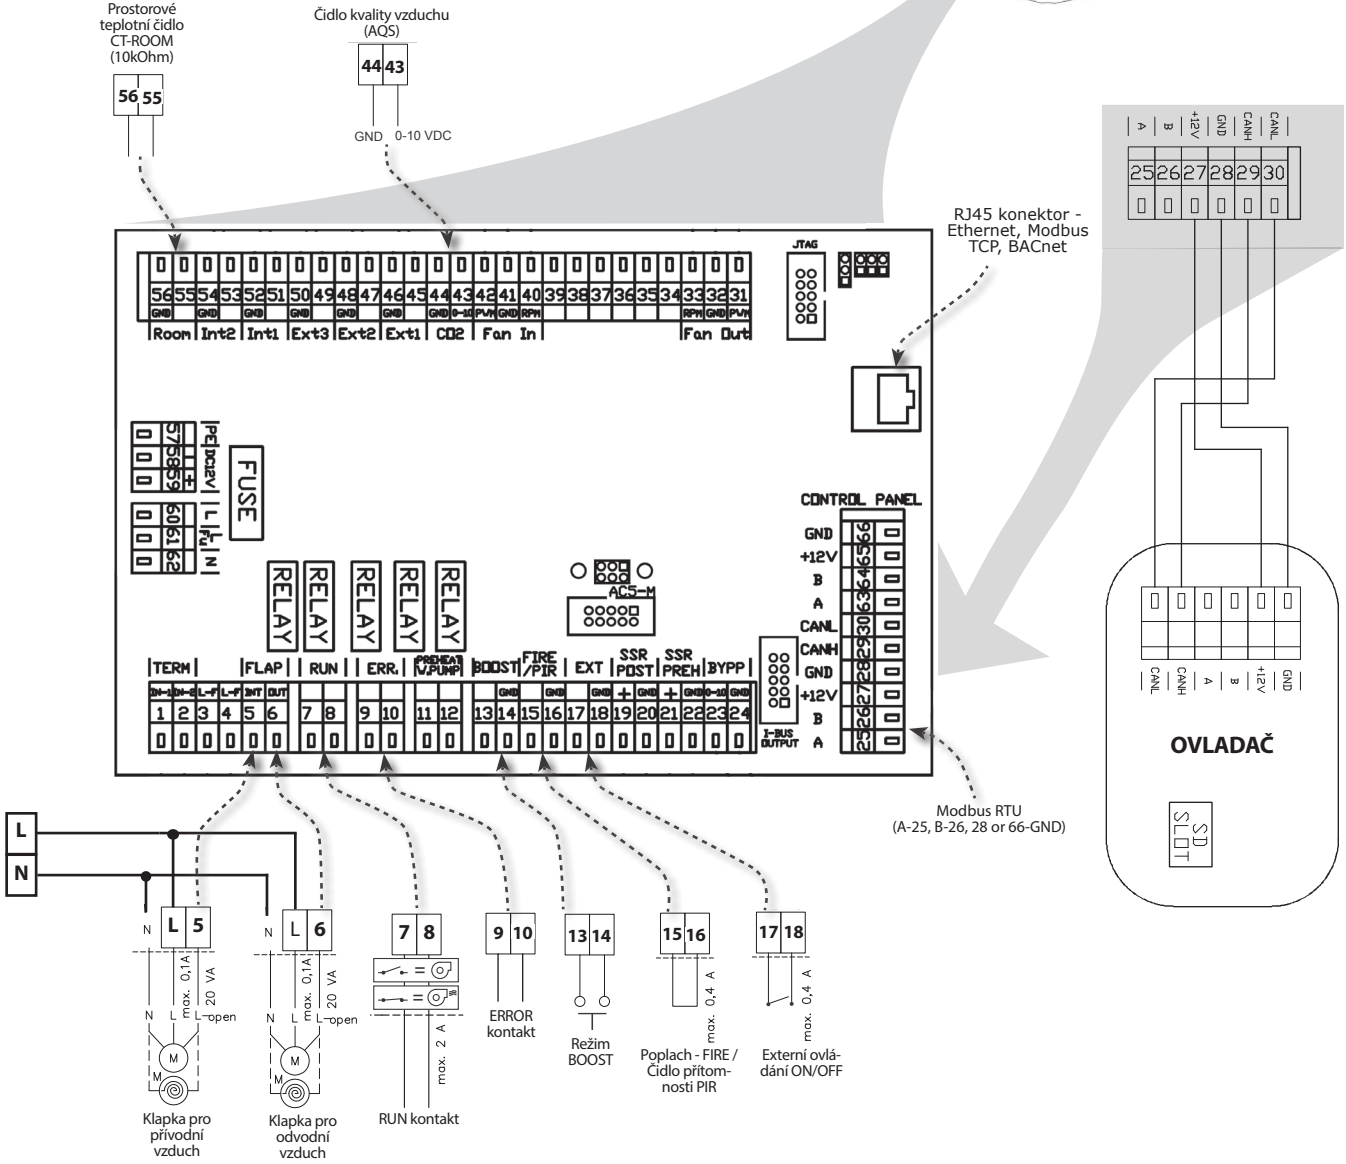 Prostorové
teplotní čidlo
CT-ROOM
(10kOhm)
56 55
Čidlo kvality vzduchu
(AQS)
44 43
GND 0-10 VDC
A B +12V GND CANH CANL
25 26 27 28 29 30
RJ45 konektor -
Ethernet, Modbus
TCP, BACnet
JTAG
56 55 54 53 52 51 50 49 48 47 46 45 44 43 42 41 40 39 38 37 36 35 34 33 32 31
GND GND GND GND GND GND GND 0-10 PWM GND RPM RPM GND PWM
Room Int2 Int1 Ext3 Ext2 Ext1 CO2 Fan In Fan Out
PE DC12V
57 58 59
- +
FUSE
60 61 62
L Fu L N
RELAY RELAY RELAY RELAY RELAY
AC5-M
CONTROL PANEL
GND 66
+12V 65
B 64
A 63
CANL 30
CANH 29
GND 28
+12V 27
B 26
A 25
TERM FLAP RUN ERR. PREHEAT V.PUMP BOOST FIRE /PIR EXT SSR POST SSR PREH BYPP
IN-1 IN-2 L-F L-F INT OUT GND GND GND + GND + GND 0-10 GND
1 2 3 4 5 6 7 8 9 10 11 12 13 14 15 16 17 18 19 20 21 22 23 24
I-BUS
OUTPUT
Modbus RTU
(A-25, B-26, 28 or 66-GND)
CANL CANH A B +12V GND
OVLADAČ
SD
SLOT
L
N
N L 5
max. 0,1A
20 VA
N L L-open
M
M
Klapka pro
přívodní
vzduch
N L 6
max. 0,1A
20 VA
N L L-open
M
M
Klapka pro
odvodní
vzduch
7 8
=
=
max. 2 A
RUN kontakt
9 10
ERROR
kontakt
13 14
Režim
BOOST
15 16
max. 0,4 A
Poplach - FIRE /
Čidlo přítom-
nosti PIR
17 18
max. 0,4 A
Externí ovlá-
dání ON/OFF